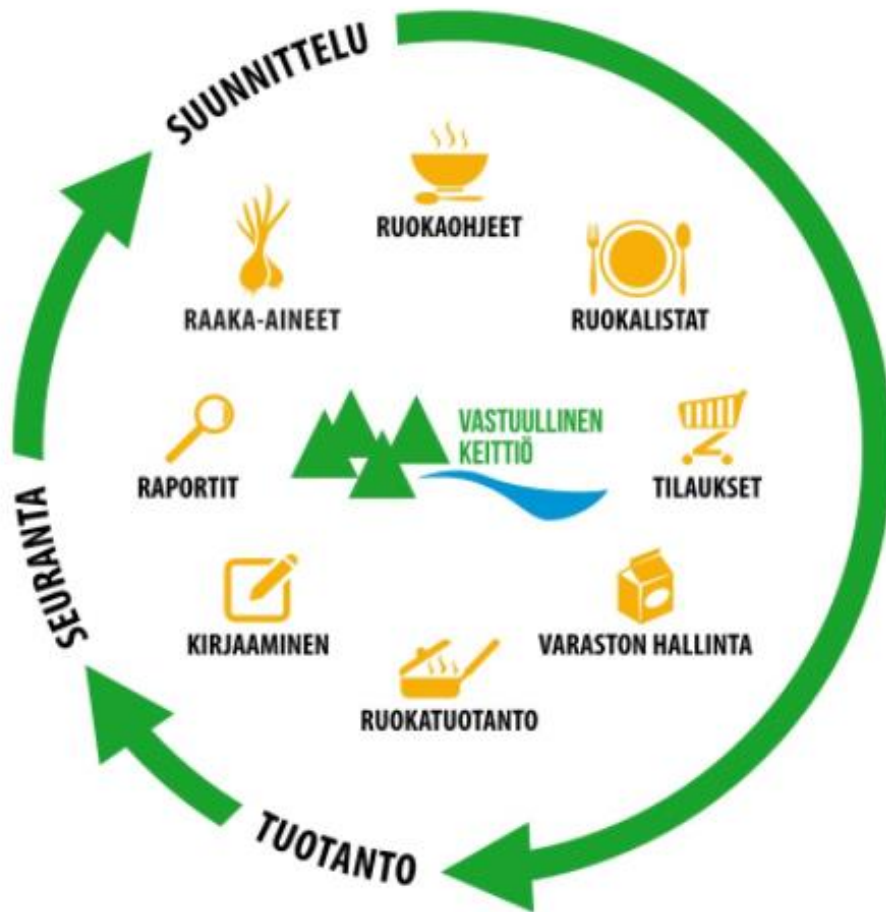 SUUNNITTELU
RUOKAOHJEET
RAAKA-AINEET
RUOKALISTAT
VASTUULLINEN
KEITTIÖ
RAPORTIT
TILAUKSET
SEURANTA
KIRJAAMINEN
VARASTON HALLINTA
RUOKATUOTANTO
TUOTANTO